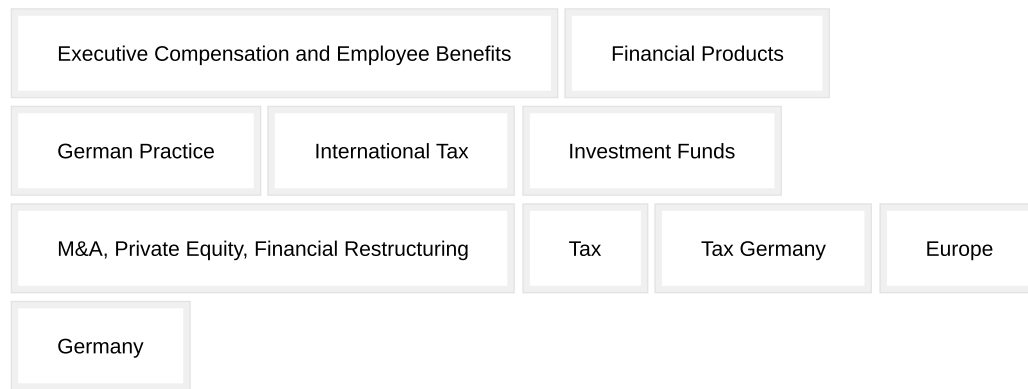 Executive Compensation and Employee Benefits Financial Products
German Practice International Tax Investment Funds
M&A, Private Equity, Financial Restructuring Tax Tax Germany Europe
Germany